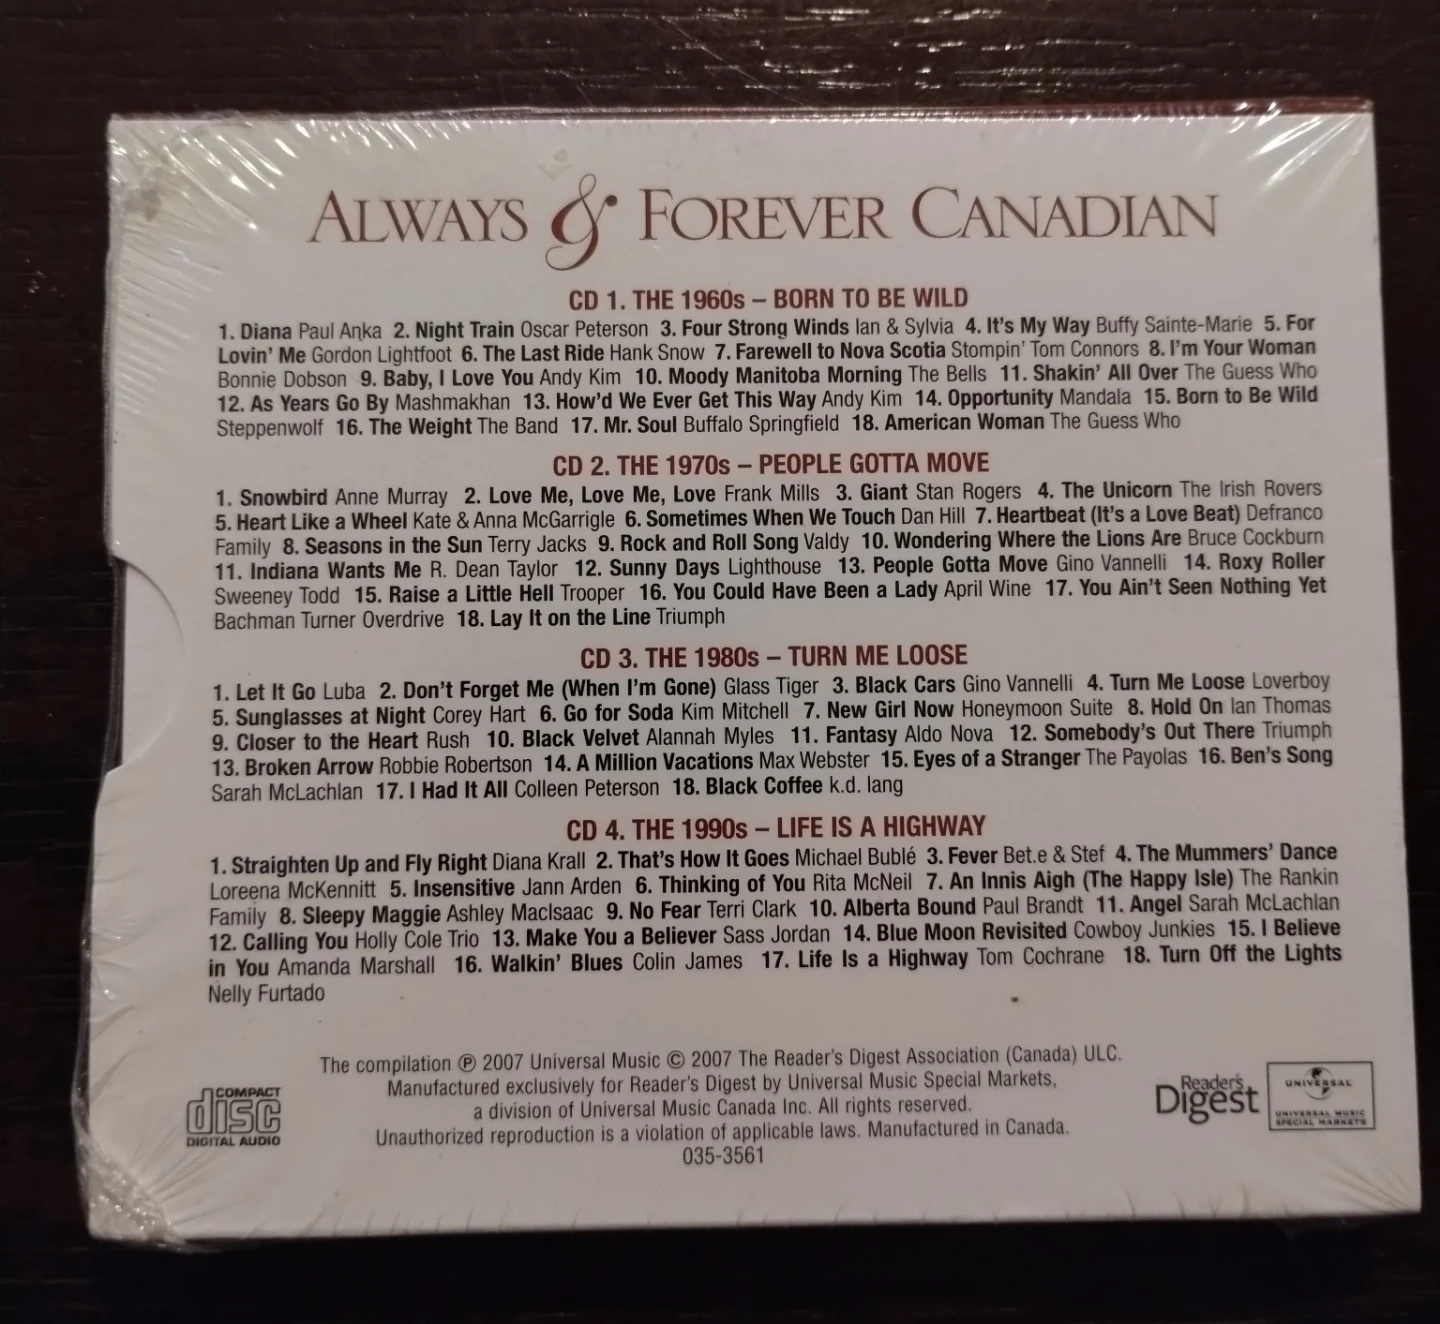 ALWAYS & FOREVER CANADIAN
CD 1. THE 1960s – BORN TO BE WILD
1. Diana Paul Anka 2. Night Train Oscar Peterson 3. Four Strong Winds Ian & Sylvia 4. It's My Way Buffy Sainte-Marie 5. For
Lovin' Me Gordon Lightfoot 6. The Last Ride Hank Snow 7. Farewell to Nova Scotia Stompin' Tom Connors 8. I'm Your Woman
Bonnie Dobson 9. Baby, I Love You Andy Kim 10. Moody Manitoba Morning The Bells 11. Shakin' All Over The Guess Who
12. As Years Go By Mashmakhan 13. How'd We Ever Get This Way Andy Kim 14. Opportunity Mandala 15. Born to Be Wild
Steppenwolf 16. The Weight The Band 17. Mr. Soul Buffalo Springfield 18. American Woman The Guess Who
CD 2. THE 1970s – PEOPLE GOTTA MOVE
1. Snowbird Anne Murray 2. Love Me, Love Me, Love Frank Mills 3. Giant Stan Rogers 4. The Unicorn The Irish Rovers
5. Heart Like a Wheel Kate & Anna McGarrigle 6. Sometimes When We Touch Dan Hill 7. Heartbeat (It's a Love Beat) Defranco
Family 8. Seasons in the Sun Terry Jacks 9. Rock and Roll Song Valdy 10. Wondering Where the Lions Are Bruce Cockburn
11. Indiana Wants Me R. Dean Taylor 12. Sunny Days Lighthouse 13. People Gotta Move Gino Vannelli 14. Roxy Roller
Sweeney Todd 15. Raise a Little Hell Trooper 16. You Could Have Been a Lady April Wine 17. You Ain't Seen Nothing Yet
Bachman Turner Overdrive 18. Lay It on the Line Triumph
CD 3. THE 1980s – TURN ME LOOSE
1. Let It Go Luba 2. Don't Forget Me (When I'm Gone) Glass Tiger 3. Black Cars Gino Vannelli 4. Turn Me Loose Loverboy
5. Sunglasses at Night Corey Hart 6. Go for Soda Kim Mitchell 7. New Girl Now Honeymoon Suite 8. Hold On Ian Thomas
9. Closer to the Heart Rush 10. Black Velvet Alannah Myles 11. Fantasy Aldo Nova 12. Somebody's Out There Triumph
13. Broken Arrow Robbie Robertson 14. A Million Vacations Max Webster 15. Eyes of a Stranger The Payolas 16. Ben's Song
Sarah McLachlan 17. I Had It All Colleen Peterson 18. Black Coffee k.d. lang
CD 4. THE 1990s – LIFE IS A HIGHWAY
1. Straighten Up and Fly Right Diana Krall 2. That's How It Goes Michael Bublé 3. Fever Bet.e & Stef 4. The Mummers' Dance
Loreena McKennitt 5. Insensitive Jann Arden 6. Thinking of You Rita McNeil 7. An Innis Aigh (The Happy Isle) The Rankin
Family 8. Sleepy Maggie Ashley MacIsaac 9. No Fear Terri Clark 10. Alberta Bound Paul Brandt 11. Angel Sarah McLachlan
12. Calling You Holly Cole Trio 13. Make You a Believer Sass Jordan 14. Blue Moon Revisited Cowboy Junkies 15. I Believe
in You Amanda Marshall 16. Walkin' Blues Colin James 17. Life Is a Highway Tom Cochrane 18. Turn Off the Lights
Nelly Furtado
The compilation ℗ 2007 Universal Music © 2007 The Reader's Digest Association (Canada) ULC.
Manufactured exclusively for Reader's Digest by Universal Music Special Markets,
a division of Universal Music Canada Inc. All rights reserved.
Unauthorized reproduction is a violation of applicable laws. Manufactured in Canada.
035-3561
COMPACT
disc
DIGITAL AUDIO
Reader's
Digest
UNIVERSAL
UNIVERSAL MUSIC
SPECIAL MARKETS